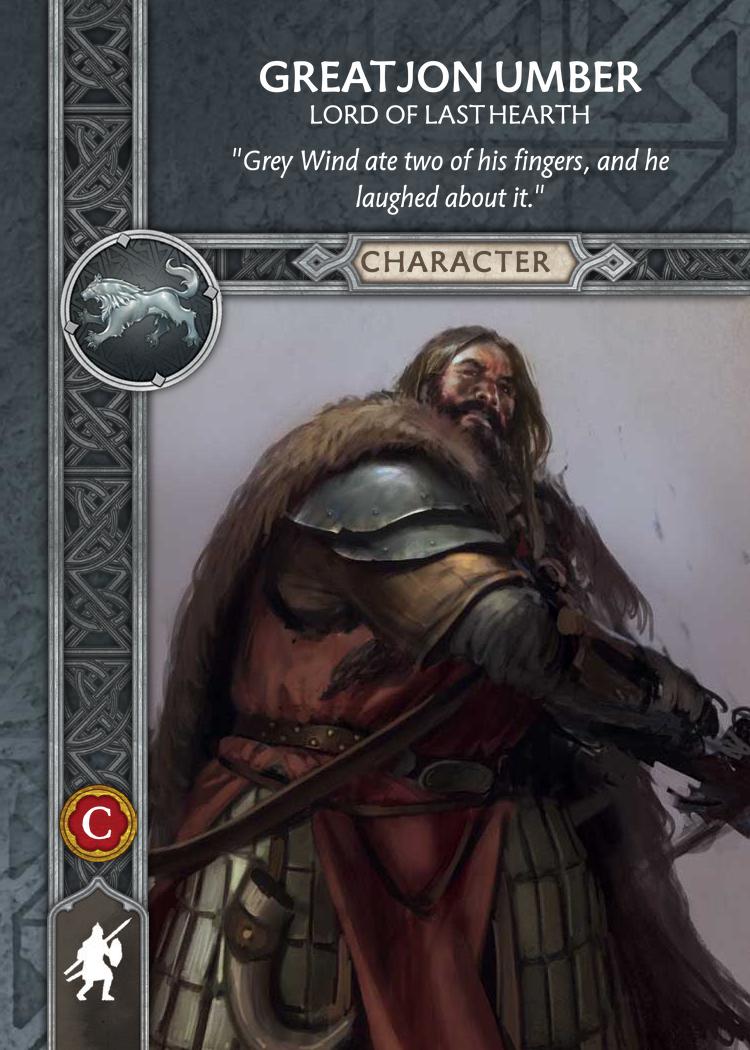 GREATJON UMBER
LORD OF LAST HEARTH
"Grey Wind ate two of his fingers, and he
laughed about it."
CHARACTER
C